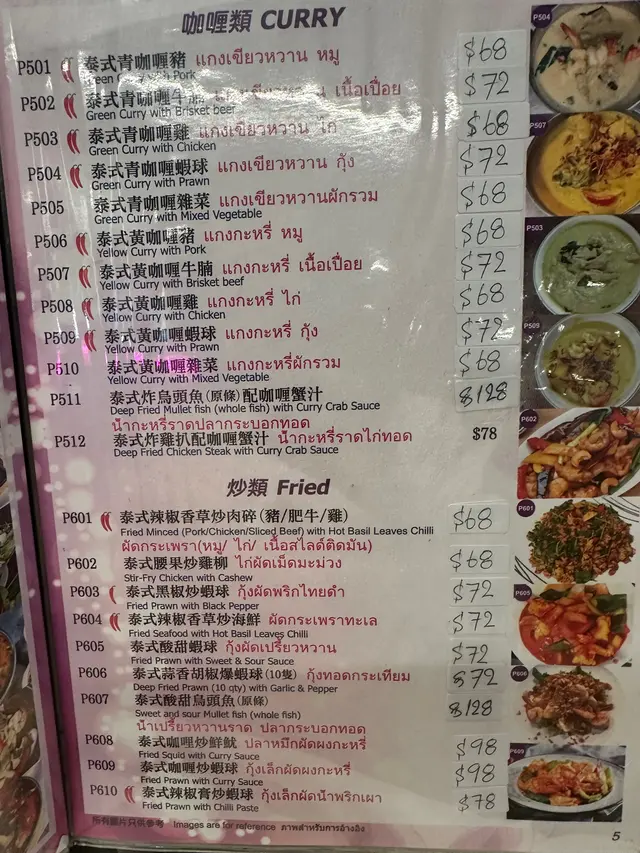 咖喱類 CURRY
P501 泰式青咖喱豬 แกงเขียวหวาน หมู $68
Green Curry with Pork
P502 泰式青咖喱牛腩 แกงเขียวหวาน เนื้อเปื่อย $72
Green Curry with Brisket beef
P503 泰式青咖喱雞 แกงเขียวหวาน ไก่ $68
Green Curry with Chicken
P504 泰式青咖喱蝦球 แกงเขียวหวาน กุ้ง $72
Green Curry with Prawn
P505 泰式青咖喱雜菜 แกงเขียวหวานผักรวม $68
Green Curry with Mixed Vegetable
P506 泰式黃咖喱豬 แกงกะหรี่ หมู $68
Yellow Curry with Pork
P507 泰式黃咖喱牛腩 แกงกะหรี่ เนื้อเปื่อย $72
Yellow Curry with Brisket beef
P508 泰式黃咖喱雞 แกงกะหรี่ ไก่ $68
Yellow Curry with Chicken
P509 泰式黃咖喱蝦球 แกงกะหรี่ กุ้ง $72
Yellow Curry with Prawn
P510 泰式黃咖喱雜菜 แกงกะหรี่ผักรวม $68
Yellow Curry with Mixed Vegetable
P511 泰式炸烏頭魚(原條)配咖喱蟹汁 $128
Deep Fried Mullet fish (whole fish) with Curry Crab Sauce
น้ำกะหรี่ราดปลากระบอกทอด
P512 泰式炸雞扒配咖喱蟹汁 น้ำกะหรี่ราดไก่ทอด $78
Deep Fried Chicken Steak with Curry Crab Sauce
炒類 Fried
P601 泰式辣椒香草炒肉碎(豬/肥牛/雞) $68
Fried Minced (Pork/Chicken/Sliced Beef) with Hot Basil Leaves Chilli
ผัดกระเพรา(หมู/ ไก่/ เนื้อสไลด์ติดมัน)
P602 泰式腰果炒雞柳 ไก่ผัดเม็ดมะม่วง $68
Stir-Fry Chicken with Cashew
P603 泰式黑椒炒蝦球 กุ้งผัดพริกไทยดำ $72
Fried Prawn with Black Pepper
P604 泰式辣椒香草炒海鮮 ผัดกระเพราทะเล $72
Fried Seafood with Hot Basil Leaves Chilli
P605 泰式酸甜蝦球 กุ้งผัดเปรี้ยวหวาน $72
Fried Prawn with Sweet & Sour Sauce
P606 泰式蒜香胡椒爆蝦球(10隻) กุ้งทอดกระเทียม $72
Deep Fried Prawn (10 qty) with Garlic & Pepper
P607 泰式酸甜烏頭魚(原條) $128
Sweet and sour Mullet fish (whole fish)
น้ำเปรี้ยวหวานราด ปลากระบอกทอด
P608 泰式咖喱炒鮮魷 ปลาหมึกผัดผงกะหรี่ $98
Fried Squid with Curry Sauce
P609 泰式咖喱炒蝦球 กุ้งเล็กผัดผงกะหรี่ $98
Fried Prawn with Curry Sauce
P610 泰式辣椒膏炒蝦球 กุ้งเล็กผัดน้ำพริกเผา $78
Fried Prawn with Chilli Paste
所有圖片只供參考 Images are for reference ภาพสำหรับการอ้างอิง
5
P504
P507
P503
P509
P602
P601
P605
P606
P609